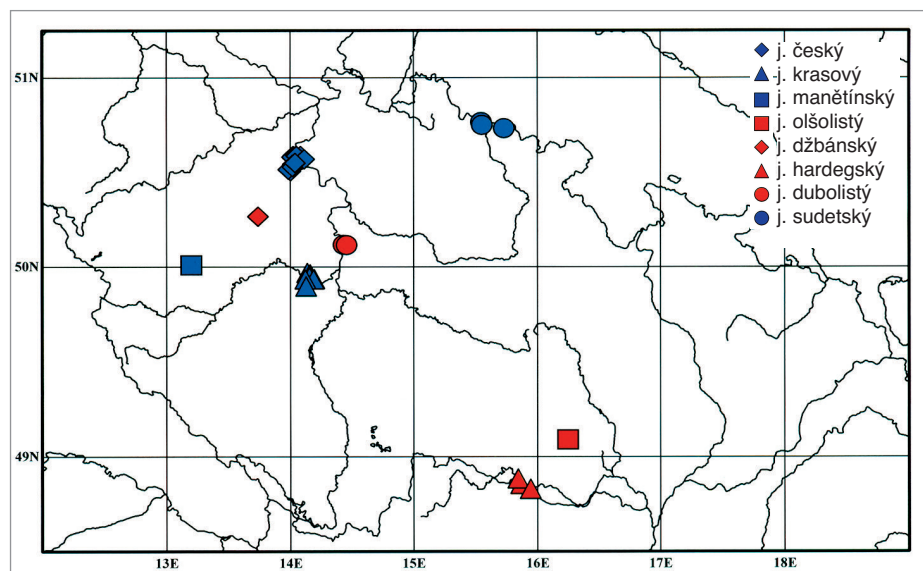 j. český
j. krasový
j. manětínský
j. olšolistý
j. džbánský
j. hardegský
j. dubolistý
j. sudetský
51N
50N
49N
13E 14E 15E 16E 17E 18E